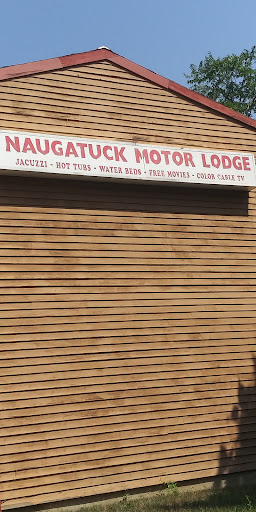 NAUGATUCK MOTOR LODGE
JACUZZI · HOT TUBS · WATER BEDS · FREE MOVIES · COLOR CABLE TV